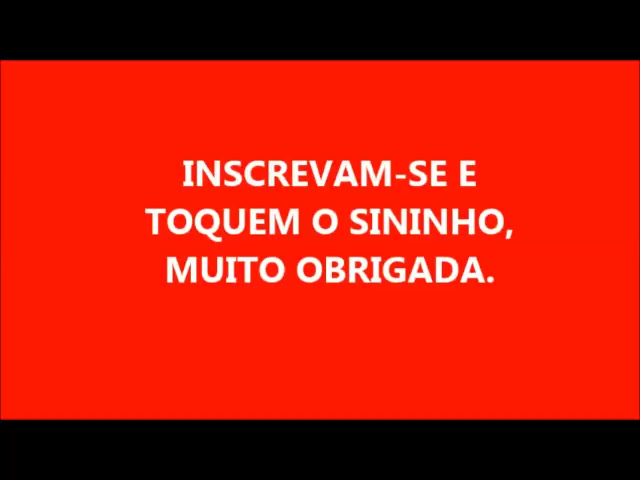 INSCREVAM-SE E
TOQUEM O SININHO,
MUITO OBRIGADA.